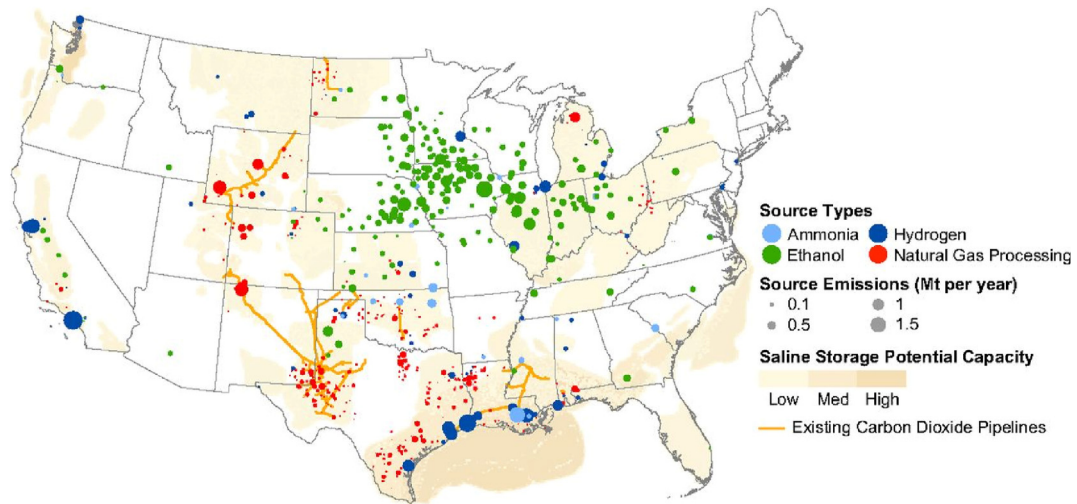 Source Types
Ammonia Hydrogen
Ethanol Natural Gas Processing
Source Emissions (Mt per year)
0.1 1
0.5 1.5
Saline Storage Potential Capacity
Low Med High
Existing Carbon Dioxide Pipelines